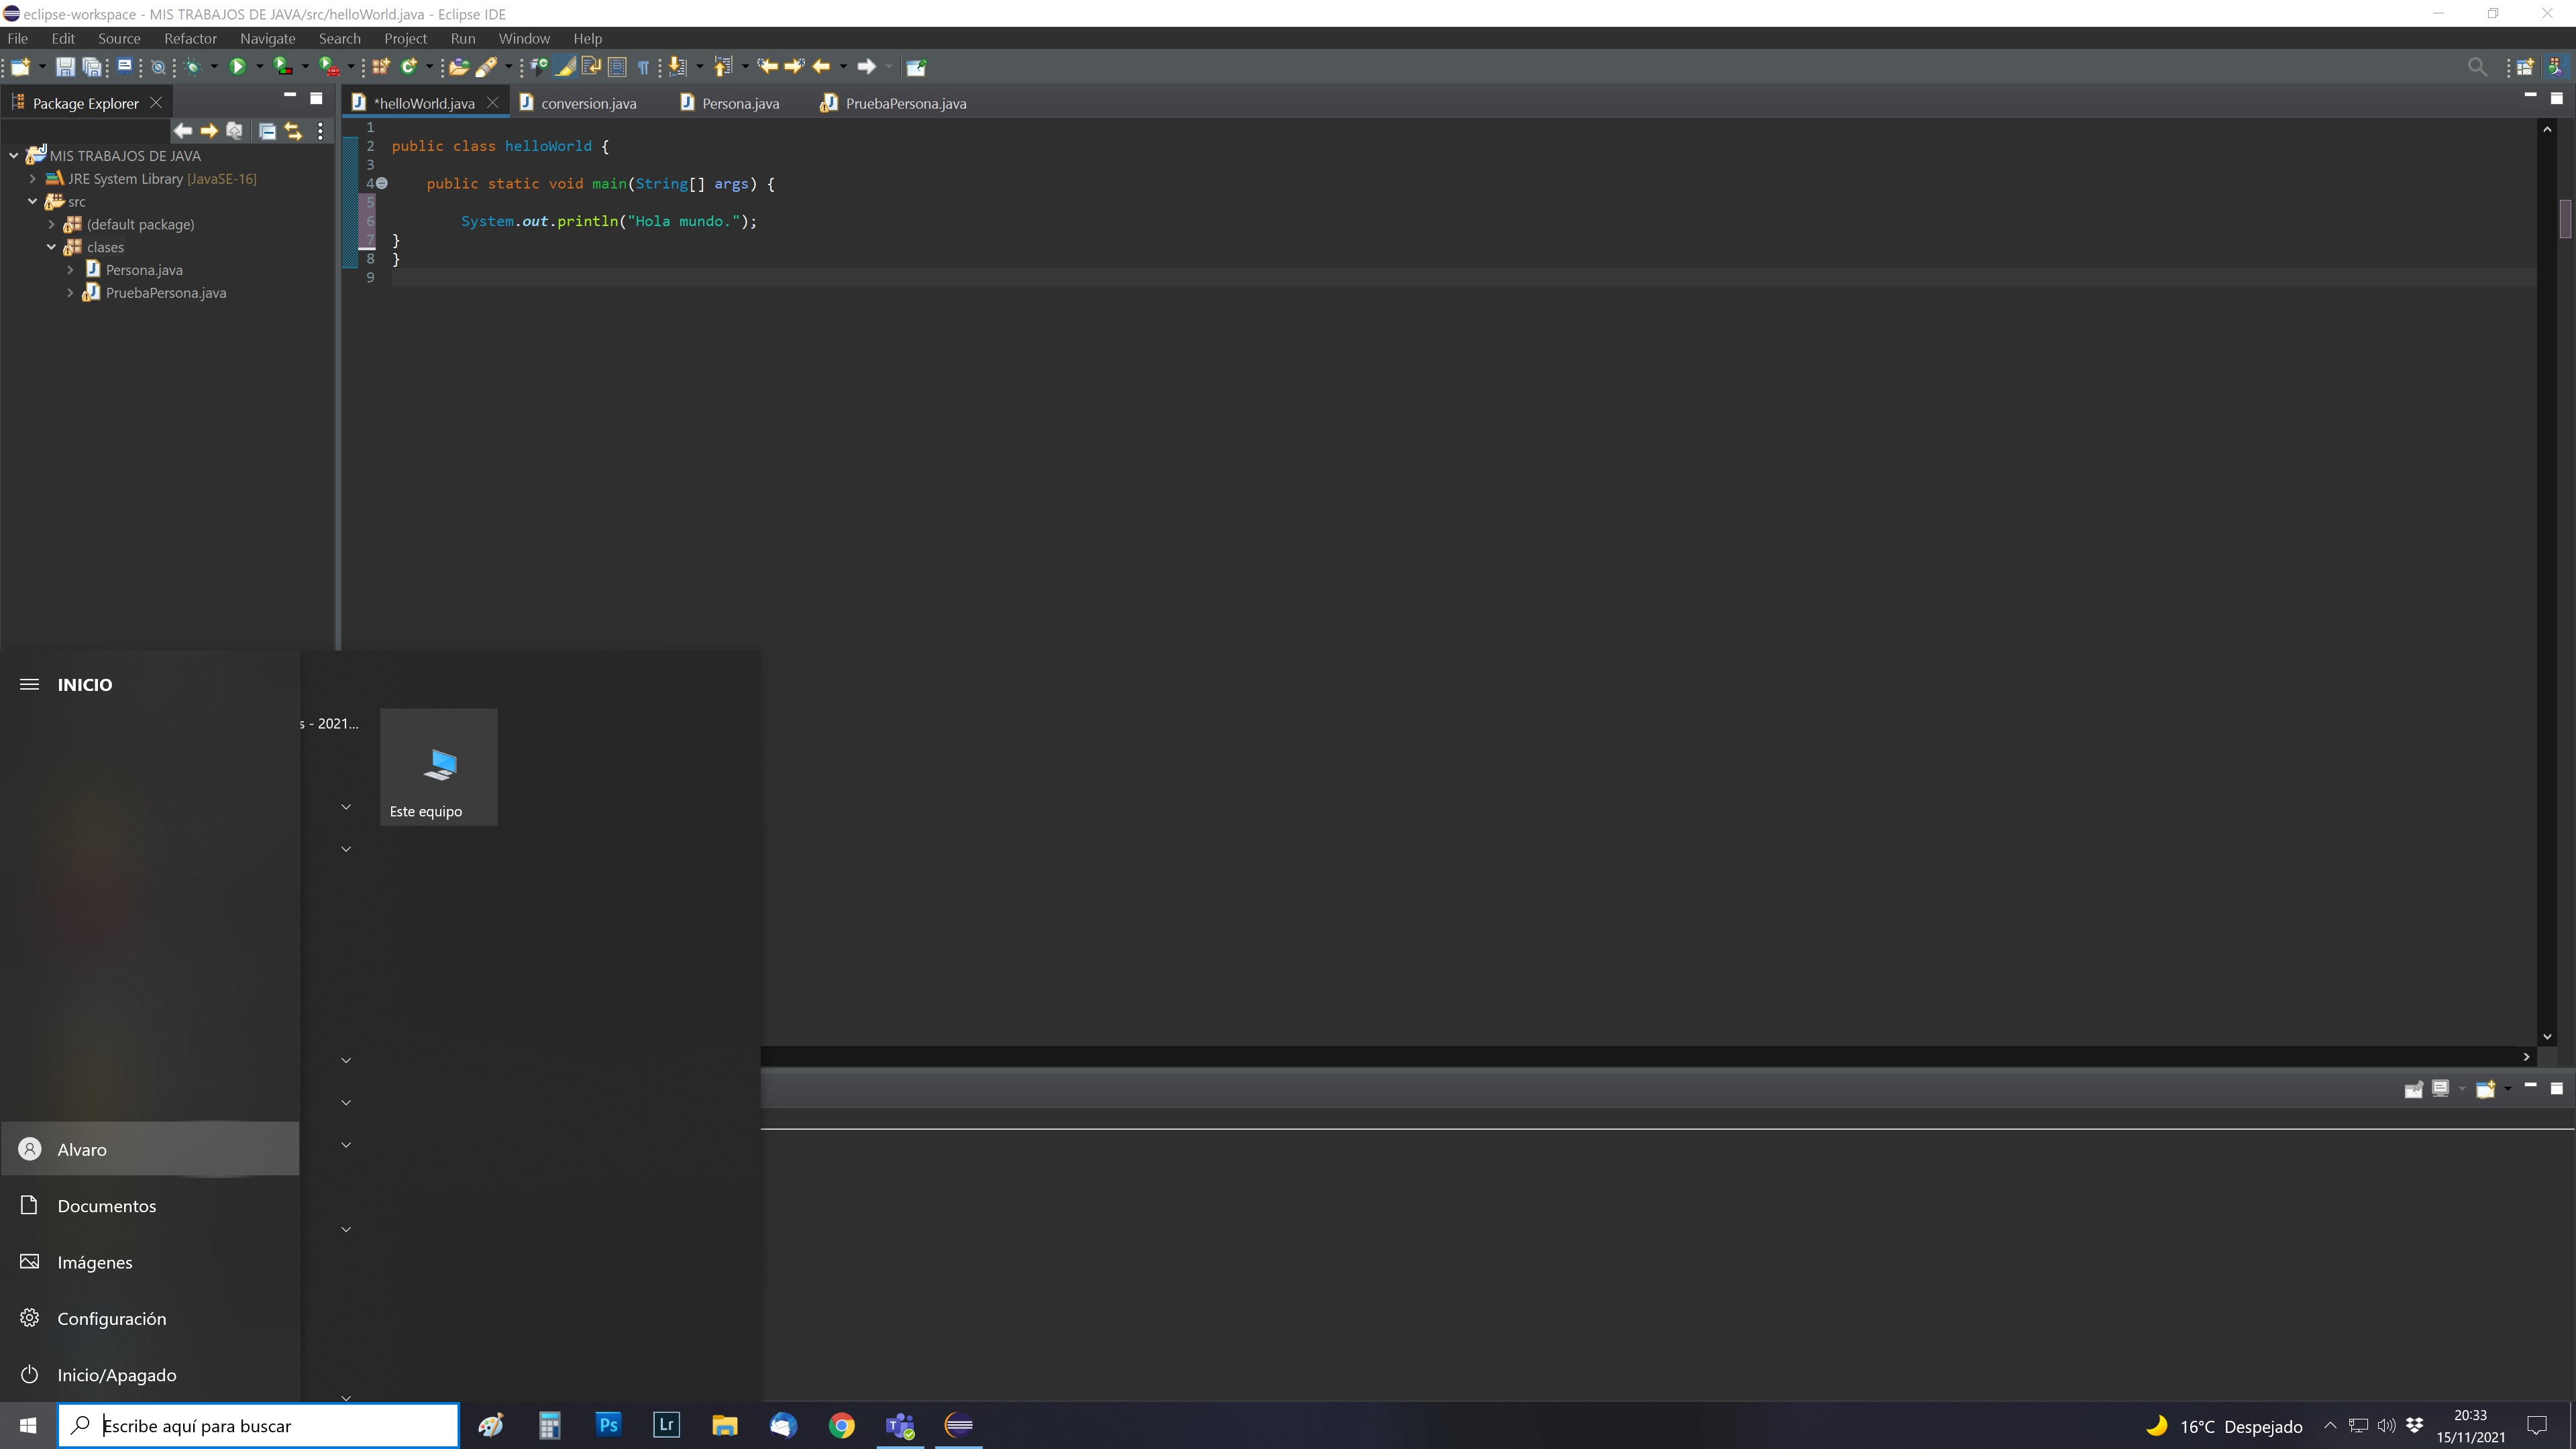 eclipse-workspace - MIS TRABAJOS DE JAVA/src/helloWorld.java - Eclipse IDE
File Edit Source Refactor Navigate Search Project Run Window Help
Package Explorer
*helloWorld.java conversion.java Persona.java PruebaPersona.java
MIS TRABAJOS DE JAVA
JRE System Library [JavaSE-16]
src
(default package)
clases
Persona.java
PruebaPersona.java
1
2 public class helloWorld {
3
4 public static void main(String[] args) {
5
6 System.out.println("Hola mundo.");
7 }
8 }
9
INICIO
s - 2021...
Este equipo
Alvaro
Documentos
Imágenes
Configuración
Inicio/Apagado
Escribe aquí para buscar
Ps
Lr
16°C Despejado
20:33
15/11/2021